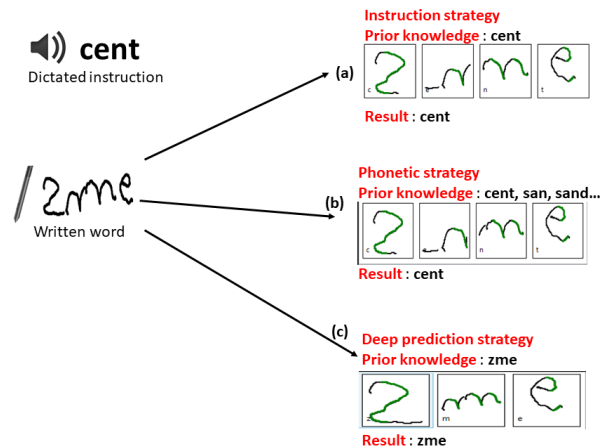 cent
Dictated instruction
zme
Written word
(a)
Instruction strategy
Prior knowledge : cent
c e n t
Result : cent
(b)
Phonetic strategy
Prior knowledge : cent, san, sand...
c e n t
Result : cent
(c)
Deep prediction strategy
Prior knowledge : zme
z m e
Result : zme